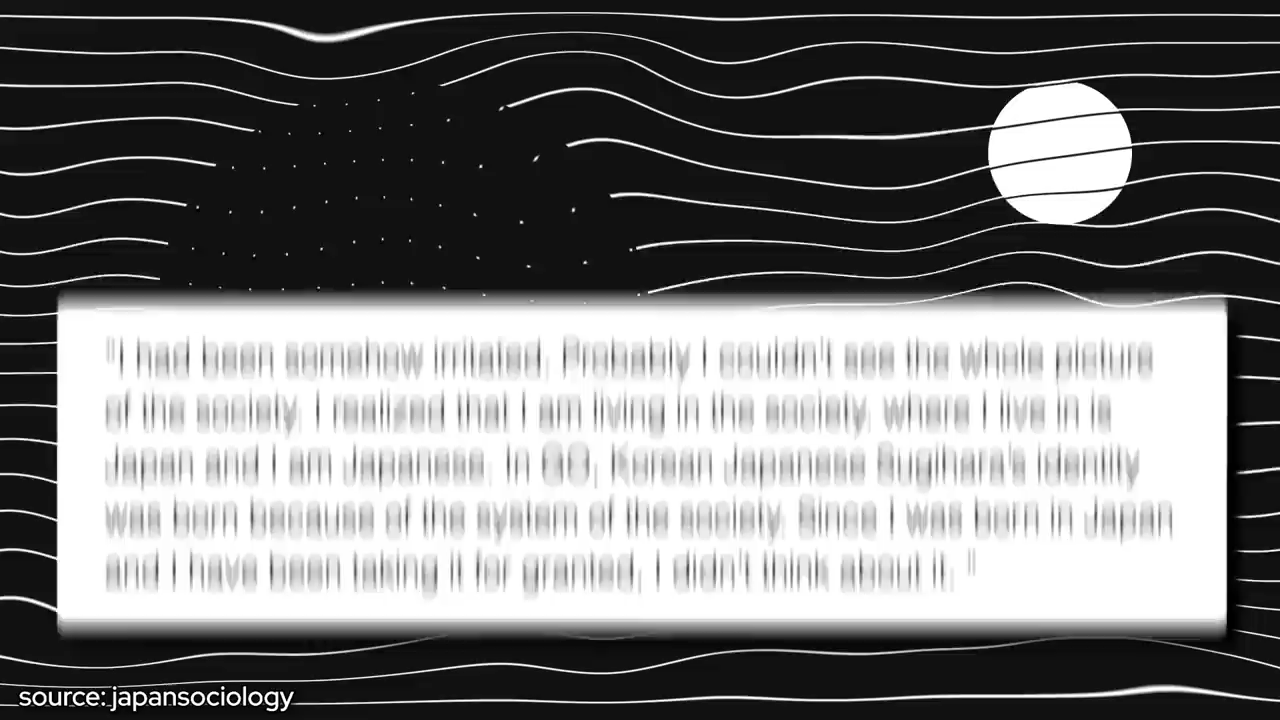 "I had been somehow irritated. Probably I couldn't see the whole picture
of the society. I realized that I am living in the society, where I live in is
Japan and I am Japanese. In GO, Korean Japanese Sugihara's identity
was born because of the system of the society. Since I was born in Japan
and I have been taking it for granted, I didn't think about it. "
source: japansociology